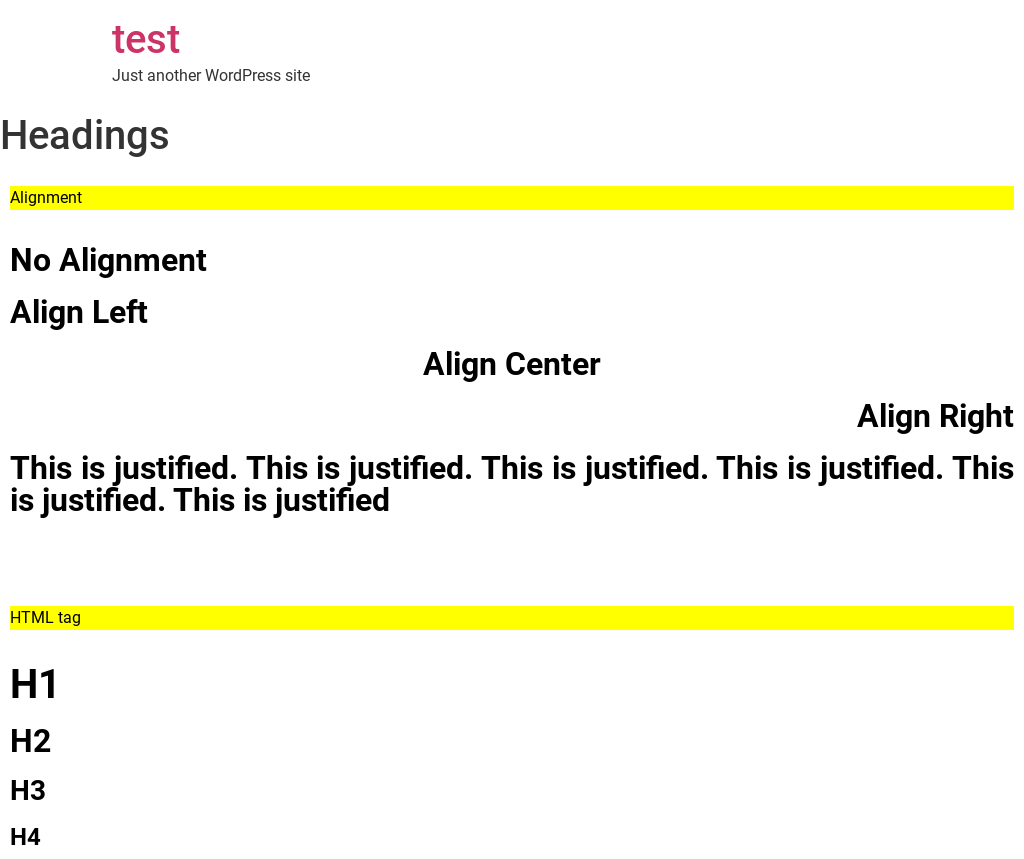 test
Just another WordPress site
Headings
Alignment
No Alignment
Align Left
Align Center
Align Right
This is justified. This is justified. This is justified. This is justified. This
is justified. This is justified
HTML tag
H1
H2
H3
H4